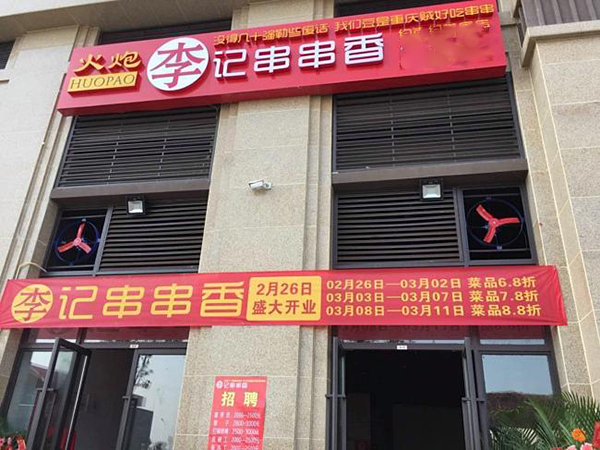 没得几十强勒些废话 我们豆是重庆贼好吃串串
火炮
HUOPAO
李记串串香
李记串串香
2月26日
盛大开业
02月26日—03月02日 菜品6.8折
03月03日—03月07日 菜品7.8折
03月08日—03月11日 菜品8.8折
李记串串香
招聘